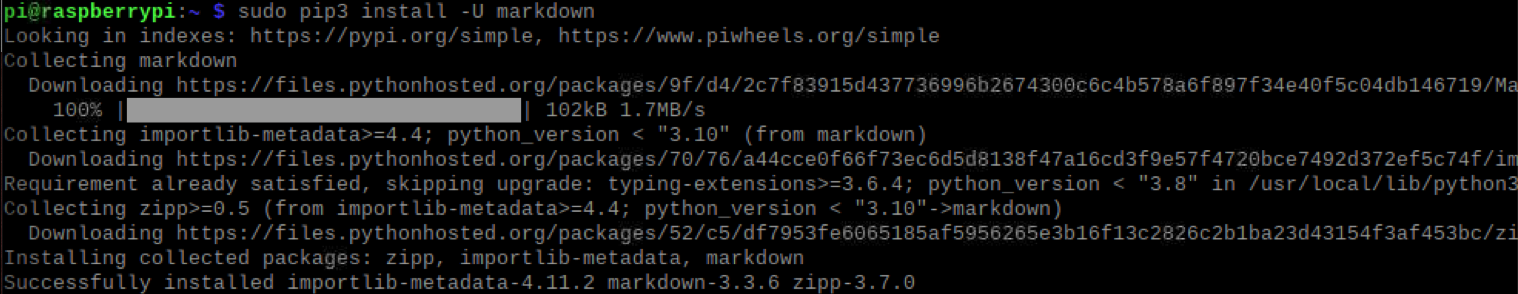 pi@raspberrypi:~ $ sudo pip3 install -U markdown
Looking in indexes: https://pypi.org/simple, https://www.piwheels.org/simple
Collecting markdown
Downloading https://files.pythonhosted.org/packages/9f/d4/2c7f83915d437736996b2674300c6c4b578a6f897f34e40f5c04db146719/Ma
100% | | 102kB 1.7MB/s
Collecting importlib-metadata>=4.4; python_version < "3.10" (from markdown)
Downloading https://files.pythonhosted.org/packages/70/76/a44cce0f66f73ec6d5d8138f47a16cd3f9e57f4720bce7492d372ef5c74f/im
Requirement already satisfied, skipping upgrade: typing-extensions>=3.6.4; python_version < "3.8" in /usr/local/lib/python3
Collecting zipp>=0.5 (from importlib-metadata>=4.4; python_version < "3.10"->markdown)
Downloading https://files.pythonhosted.org/packages/52/c5/df7953fe6065185af5956265e3b16f13c2826c2b1ba23d43154f3af453bc/zi
Installing collected packages: zipp, importlib-metadata, markdown
Successfully installed importlib-metadata-4.11.2 markdown-3.3.6 zipp-3.7.0